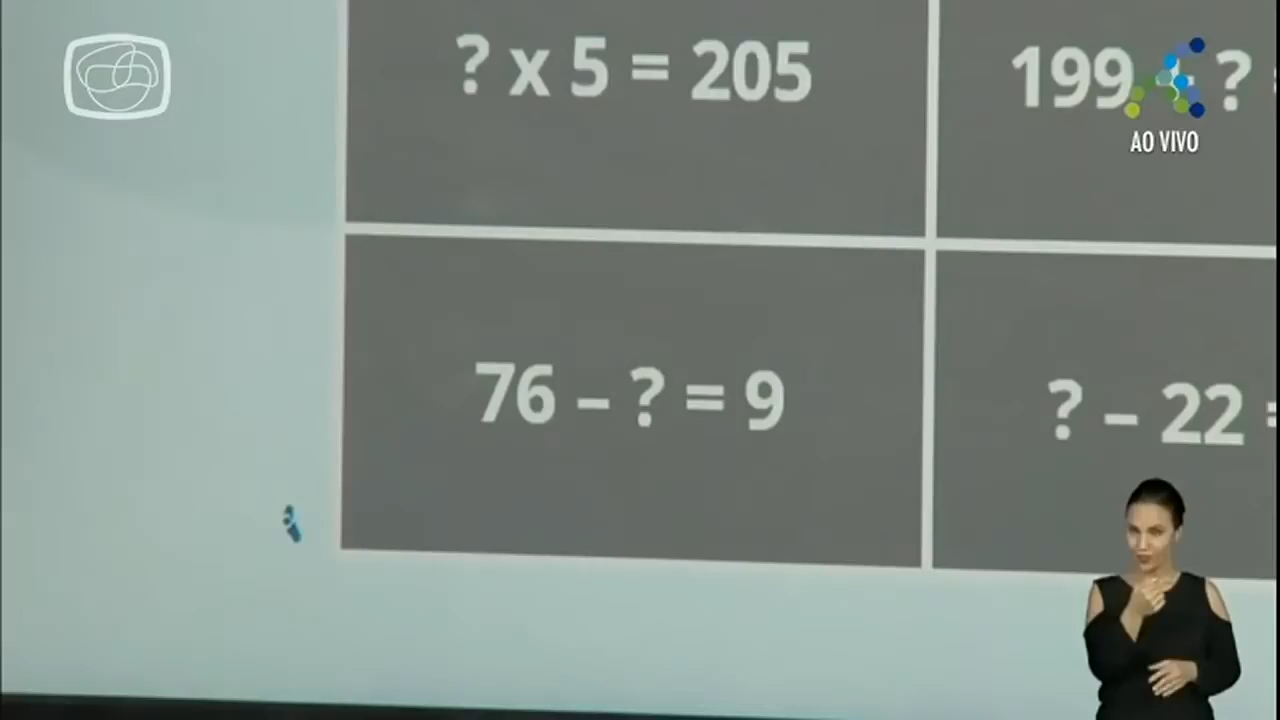 ? x 5 = 205
199 ?
AO VIVO
76 – ? = 9
? – 22 =